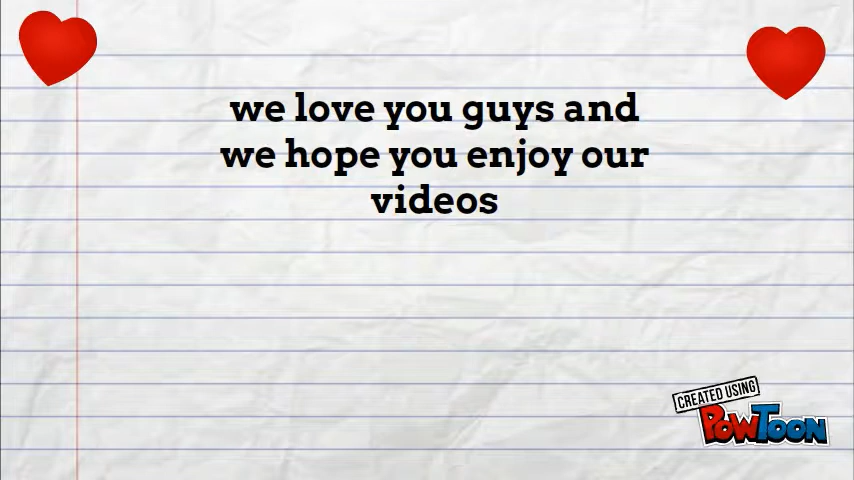 we love you guys and
we hope you enjoy our
videos
CREATED USING
POWTOON